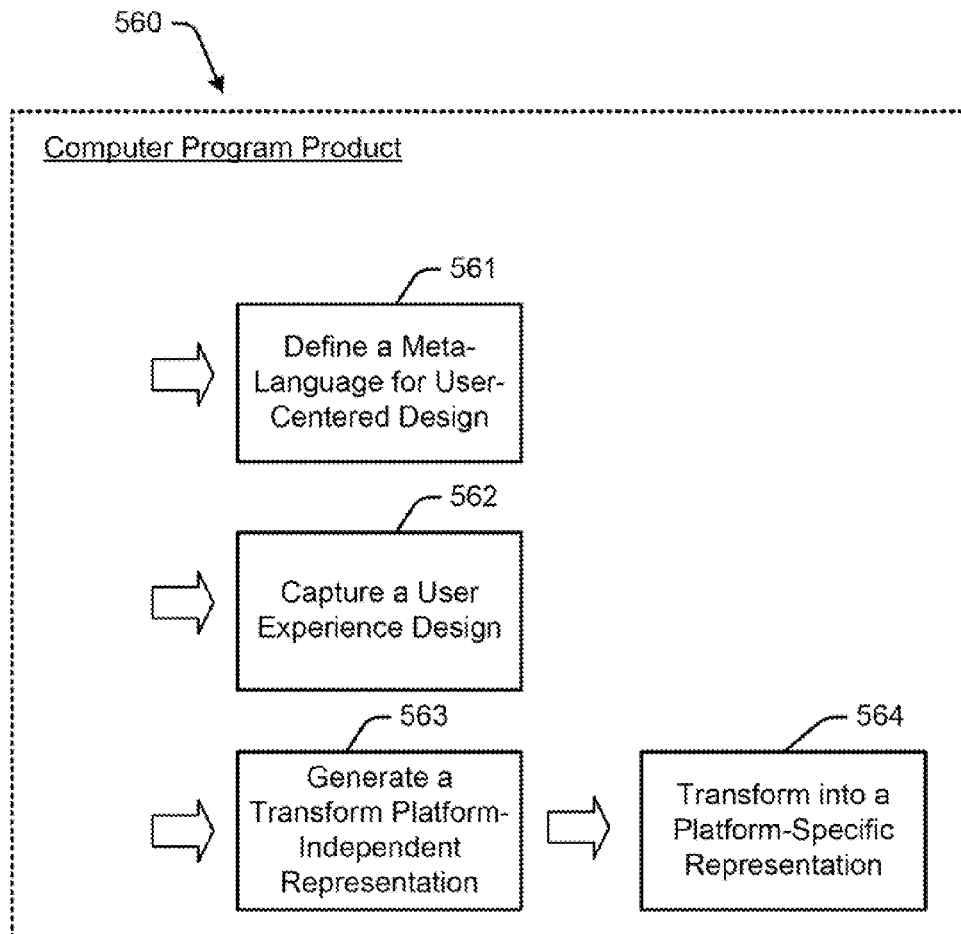 560
Computer Program Product
561
Define a Meta-
Language for User-
Centered Design
562
Capture a User
Experience Design
563
Generate a
Transform Platform-
Independent
Representation
564
Transform into a
Platform-Specific
Representation